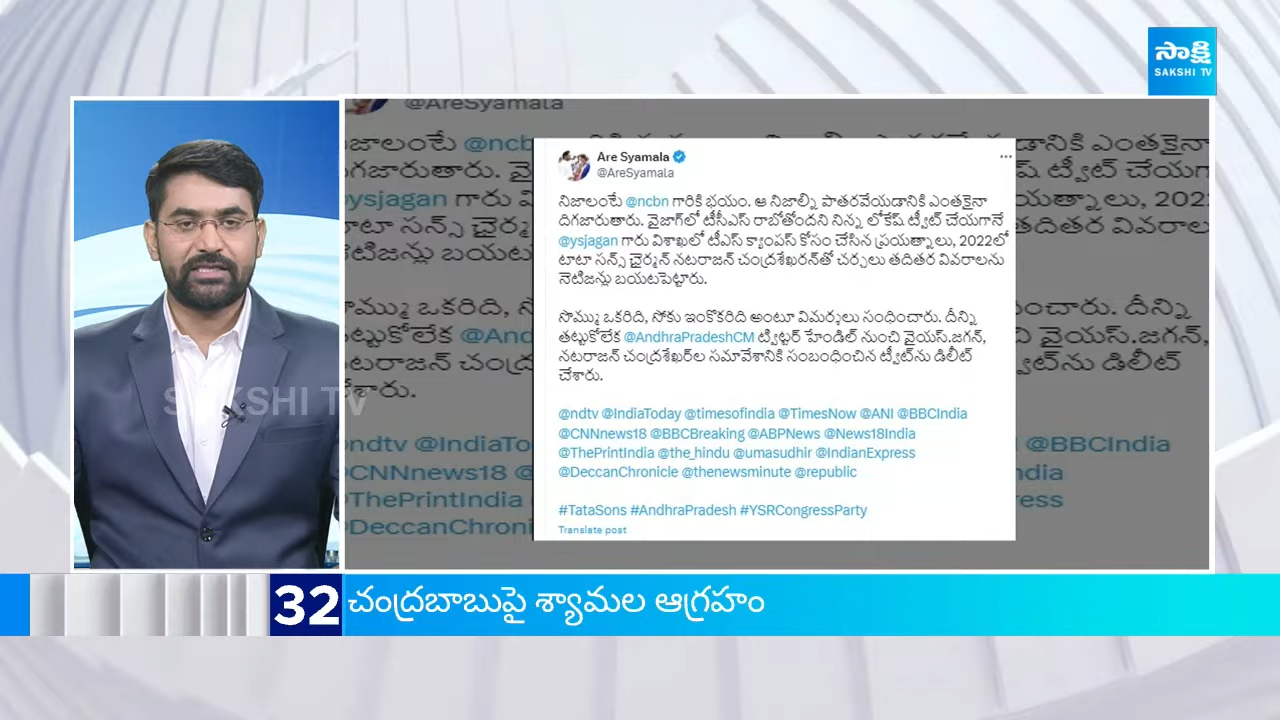 సాక్షి
SAKSHI TV
@AreSyamala
Are Syamala
@AreSyamala
నిజాలంటే @ncbn గారికి భయం. ఆ నిజాల్ని పాతరవేయడానికి ఎంతకైనా
దిగజారుతారు. వైజాగ్‌లో టీసీఎస్ రాబోతోందని నిన్న లోకేష్ ట్వీట్ చేయగానే
@ysjagan గారు విశాఖలో టీఎస్ క్యాంపస్ కోసం చేసిన ప్రయత్నాలు, 2022లో
టాటా సన్స్ ఛైర్మన్ నటరాజన్ చంద్రశేఖరన్‌తో చర్చలు తదితర వివరాలను
నెటిజన్లు బయటపెట్టారు.
సొమ్ము ఒకరిది, సోకు ఇంకొకరిది అంటూ విమర్శలు సంధించారు. దీన్ని
తట్టుకోలేక @AndhraPradeshCM ట్విట్టర్ హేండిల్ నుంచి వైయస్.జగన్,
నటరాజన్ చంద్రశేఖర్‌ల సమావేశానికి సంబంధించిన ట్వీట్‌ను డిలీట్
చేశారు.
@ndtv @IndiaToday @timesofindia @TimesNow @ANI @BBCIndia
@CNNnews18 @BBCBreaking @ABPNews @News18India
@ThePrintIndia @the_hindu @umasudhir @IndianExpress
@DeccanChronicle @thenewsminute @republic
#TataSons #AndhraPradesh #YSRCongressParty
Translate post
SAKSHI TV
32 చంద్రబాబుపై శ్యామల ఆగ్రహం